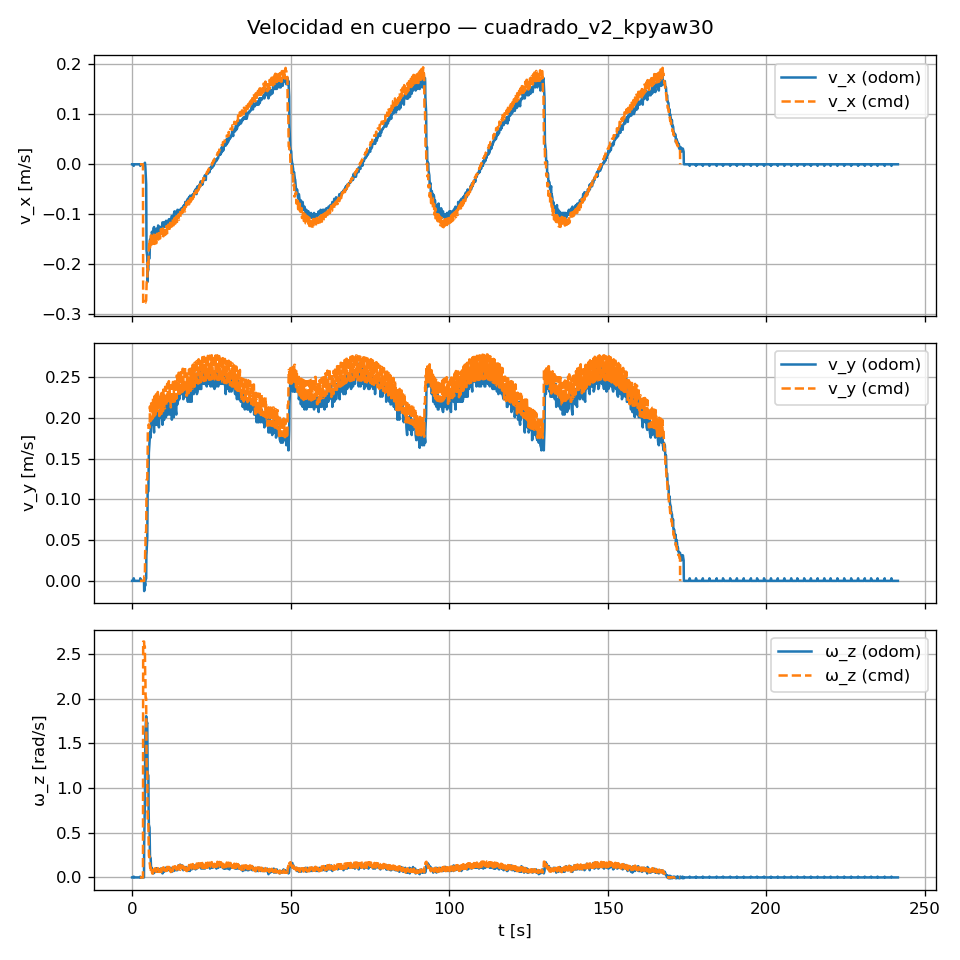 Velocidad en cuerpo — cuadrado_v2_kpyaw30
0.2
0.1
0.0
−0.1
−0.2
−0.3
v_x [m/s]
v_x (odom)
v_x (cmd)
0.25
0.20
0.15
0.10
0.05
0.00
v_y [m/s]
v_y (odom)
v_y (cmd)
2.5
2.0
1.5
1.0
0.5
0.0
ω_z [rad/s]
ω_z (odom)
ω_z (cmd)
0 50 100 150 200 250
t [s]